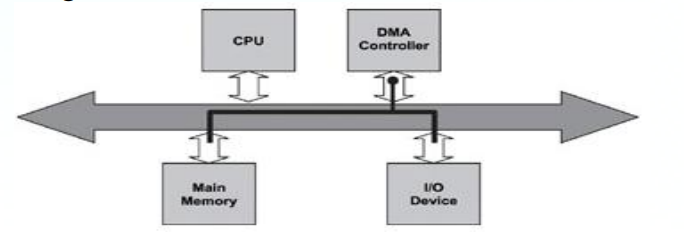 CPU
DMA
Controller
Main
Memory
I/O
Device